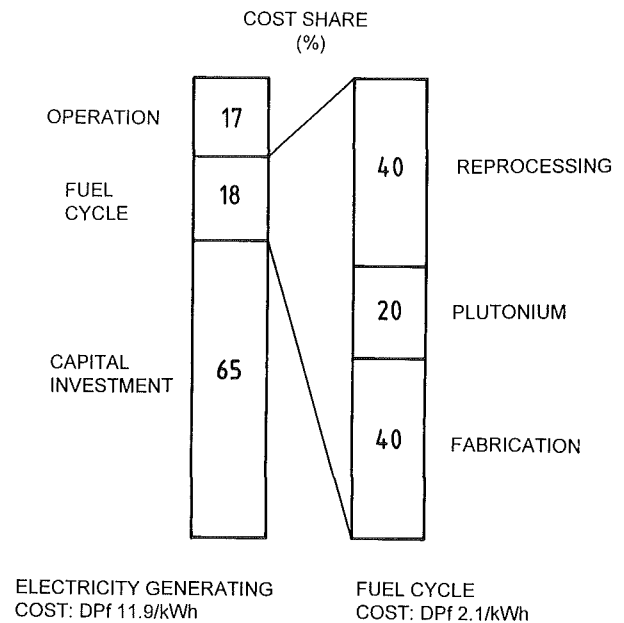 COST SHARE
(%)
OPERATION
17
FUEL
CYCLE
18
CAPITAL
INVESTMENT
65
40
REPROCESSING
20
PLUTONIUM
40
FABRICATION
ELECTRICITY GENERATING
COST: DPf 11.9/kWh
FUEL CYCLE
COST: DPf 2.1/kWh